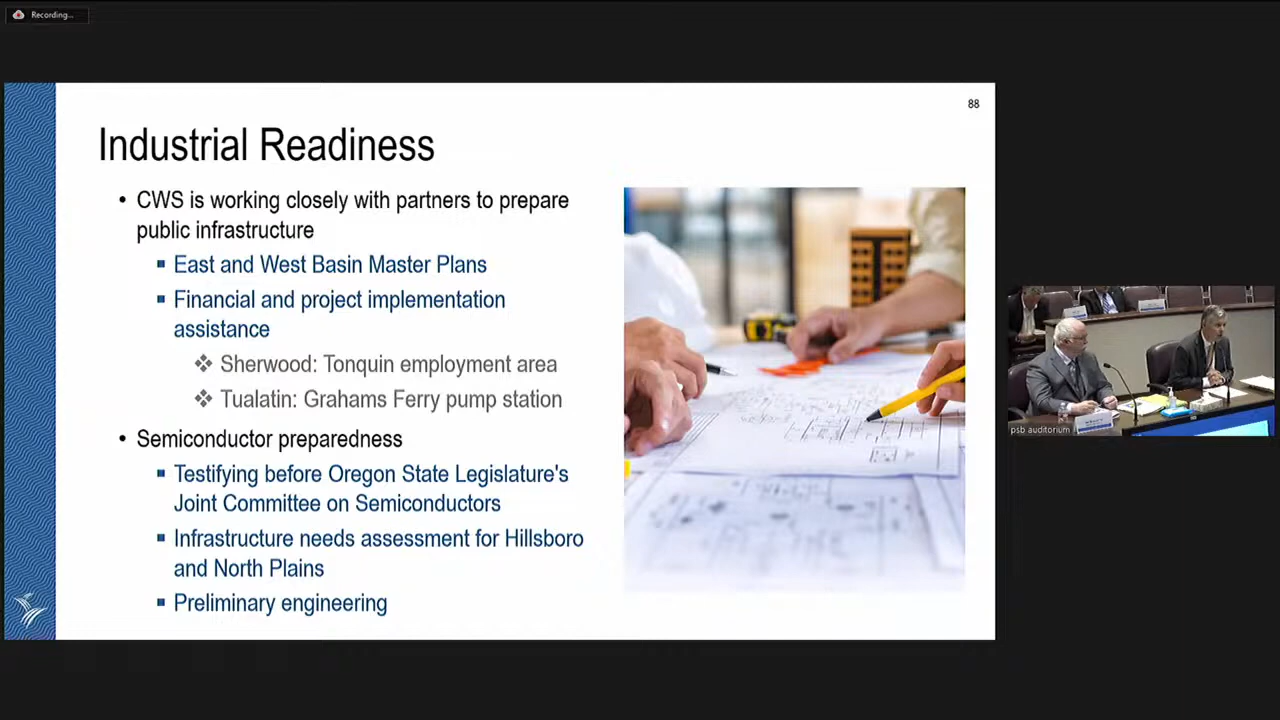 Recording...
88
Industrial Readiness
• CWS is working closely with partners to prepare
public infrastructure
▪ East and West Basin Master Plans
▪ Financial and project implementation
assistance
❖ Sherwood: Tonquin employment area
❖ Tualatin: Grahams Ferry pump station
• Semiconductor preparedness
▪ Testifying before Oregon State Legislature's
Joint Committee on Semiconductors
▪ Infrastructure needs assessment for Hillsboro
and North Plains
▪ Preliminary engineering
psb auditorium